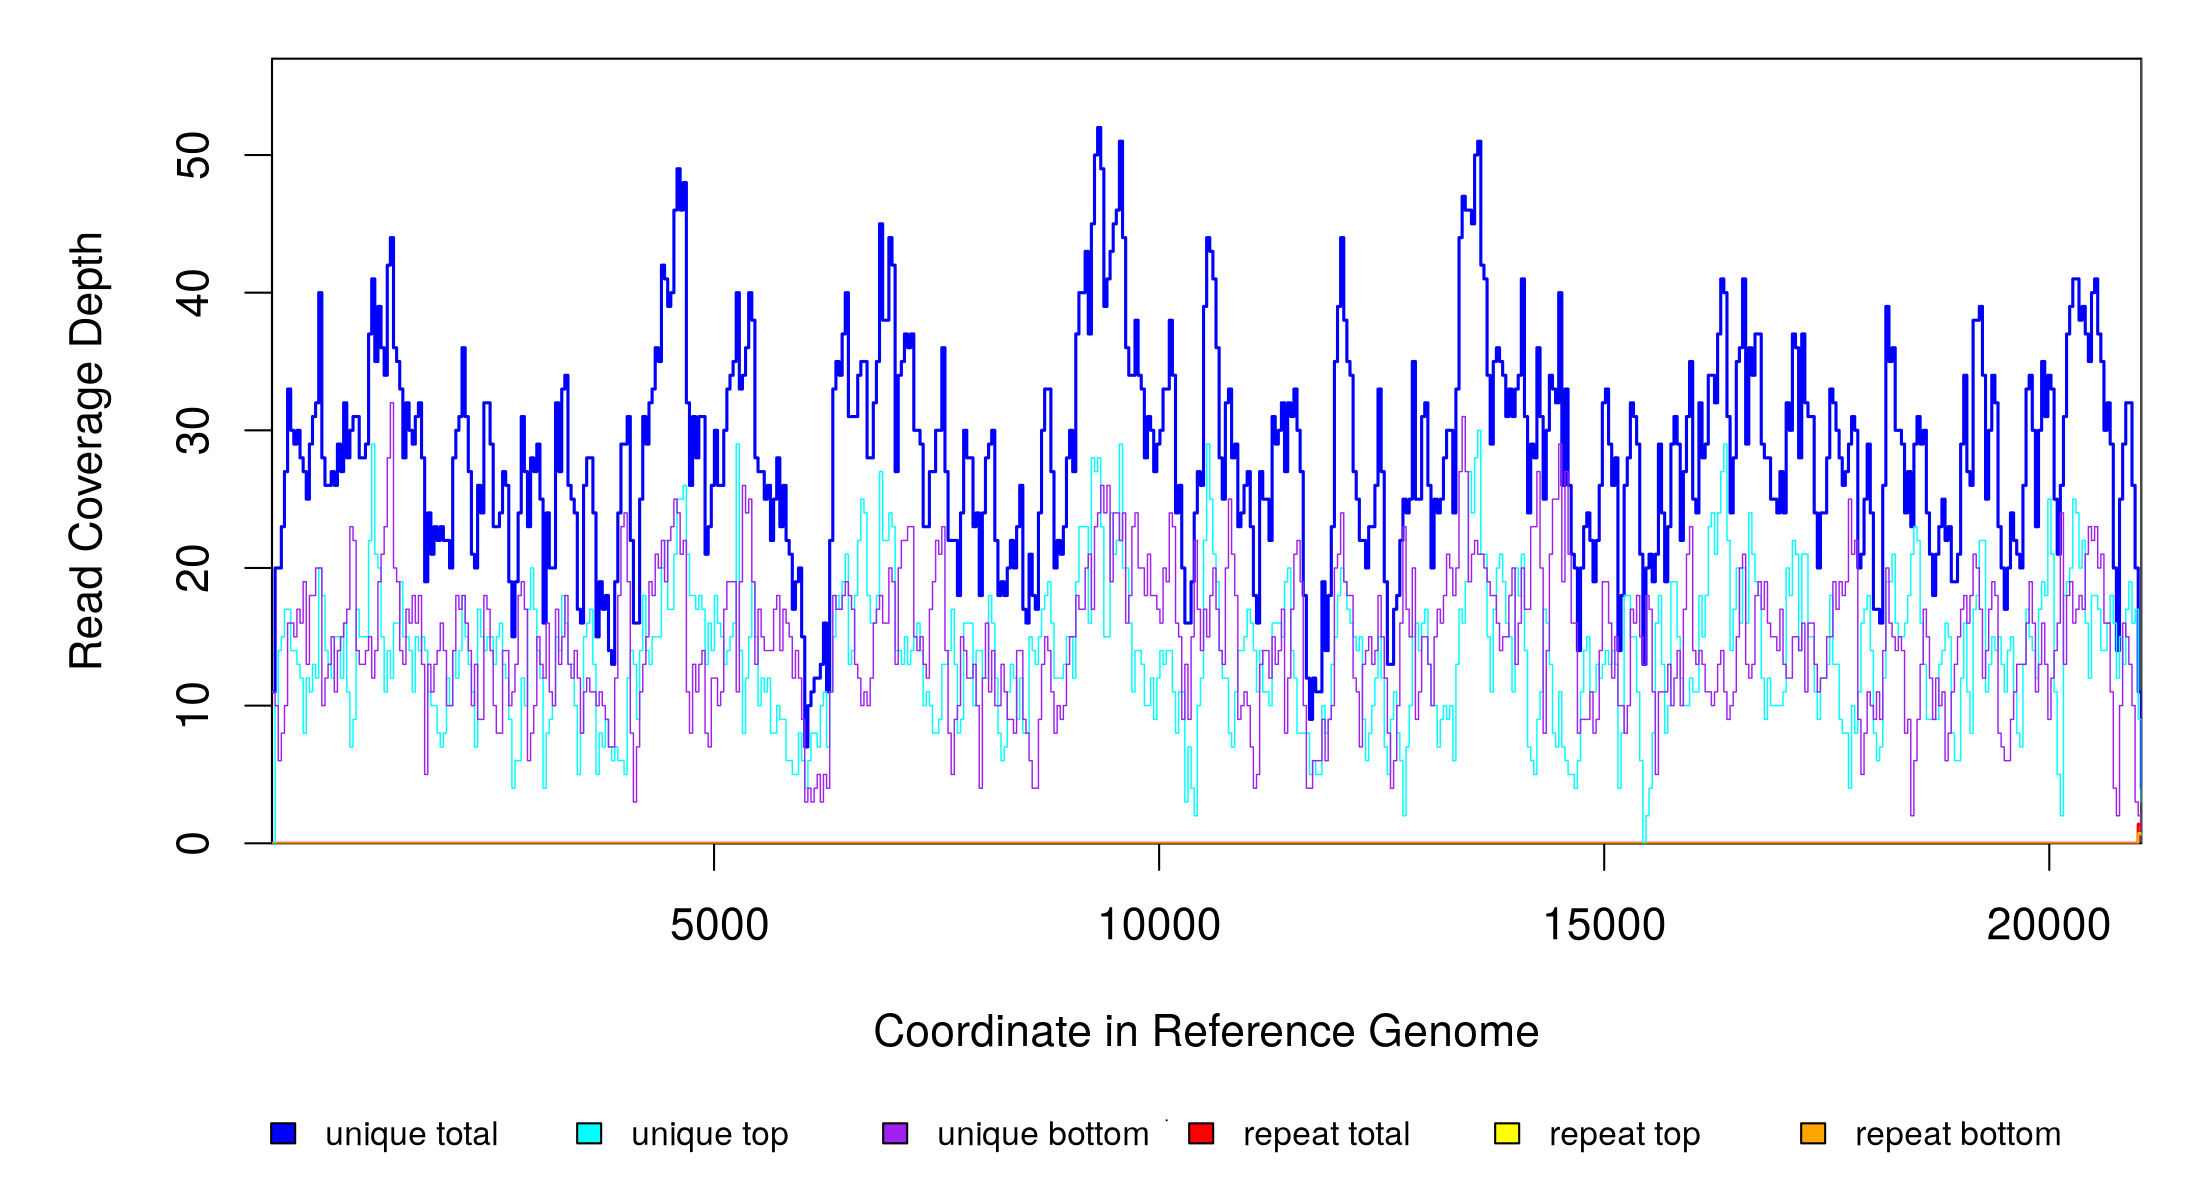 Read Coverage Depth
50
40
30
20
10
0
5000 10000 15000 20000
Coordinate in Reference Genome
unique total unique top unique bottom repeat total repeat top repeat bottom